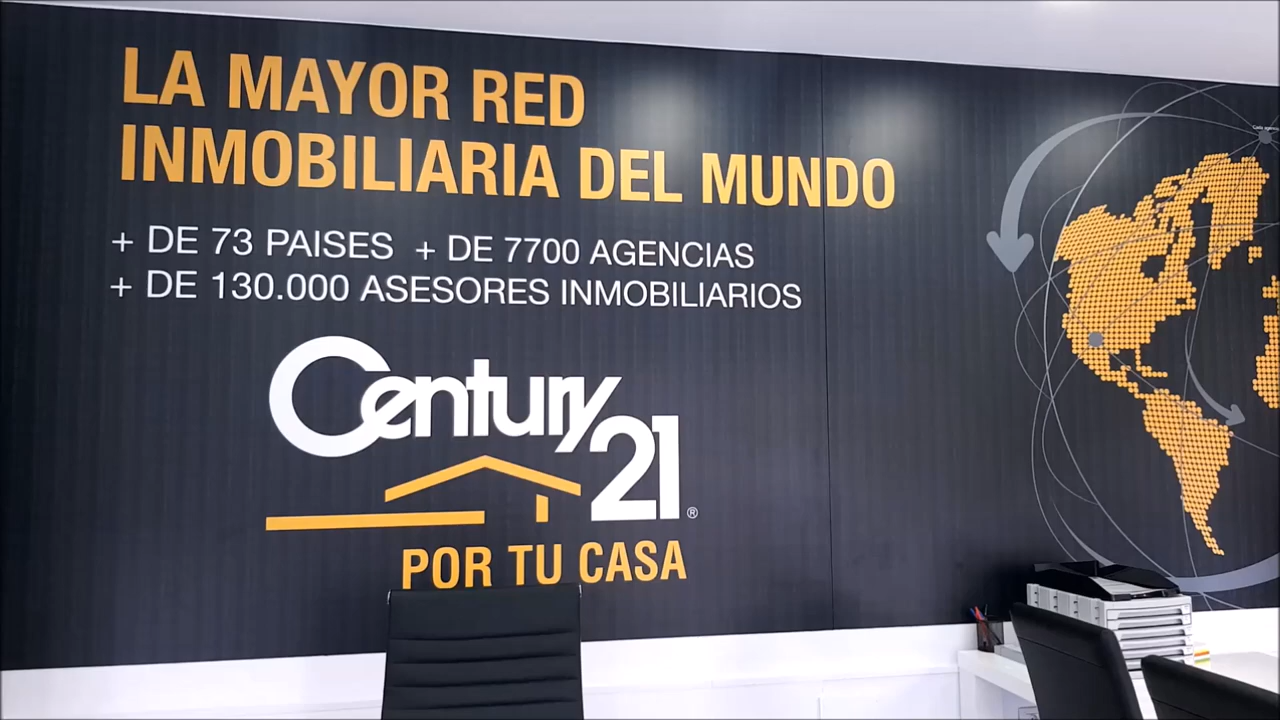 LA MAYOR RED
INMOBILIARIA DEL MUNDO
+ DE 73 PAISES + DE 7700 AGENCIAS
+ DE 130.000 ASESORES INMOBILIARIOS
Century
21®
POR TU CASA